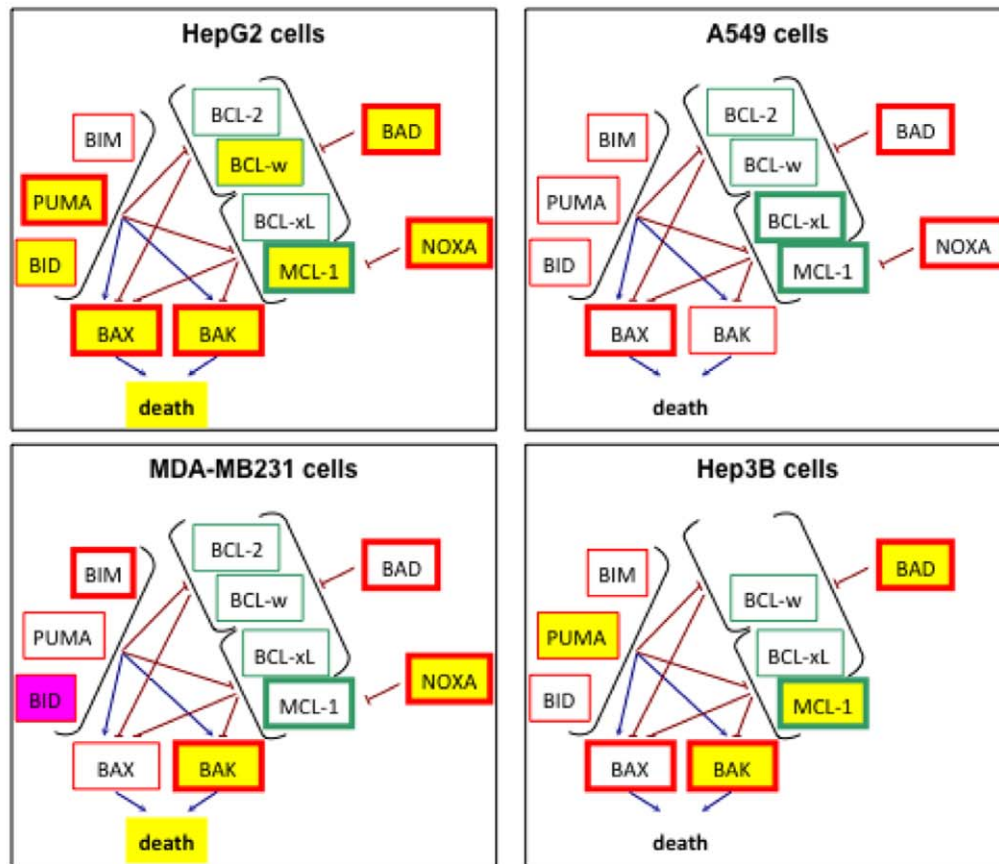 HepG2 cells
BCL-2
BIM
BAD
BCL-w
PUMA
BCL-xL
BID
MCL-1
NOXA
BAX
BAK
death
A549 cells
BCL-2
BIM
BAD
BCL-w
PUMA
BCL-xL
BID
MCL-1
NOXA
BAX
BAK
death
MDA-MB231 cells
BCL-2
BIM
BAD
BCL-w
PUMA
BCL-xL
BID
MCL-1
NOXA
BAX
BAK
death
Hep3B cells
BIM
BAD
BCL-w
PUMA
BCL-xL
BID
MCL-1
BAX
BAK
death